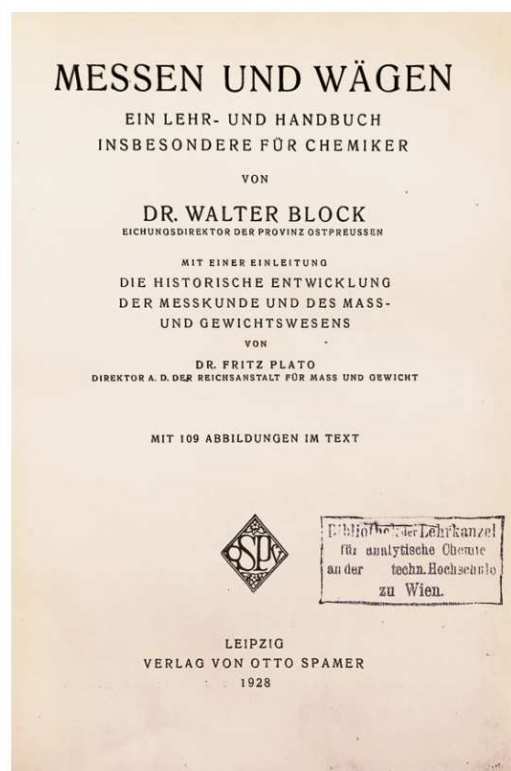 MESSEN UND WÄGEN
EIN LEHR- UND HANDBUCH
INSBESONDERE FÜR CHEMIKER
VON
DR. WALTER BLOCK
EICHUNGSDIREKTOR DER PROVINZ OSTPREUSSEN
MIT EINER EINLEITUNG
DIE HISTORISCHE ENTWICKLUNG
DER MESSKUNDE UND DES MASS-
UND GEWICHTSWESENS
VON
DR. FRITZ PLATO
DIREKTOR A. D. DER REICHSANSTALT FÜR MASS UND GEWICHT
MIT 109 ABBILDUNGEN IM TEXT
OSP
Bibliothek der Lehrkanzel
für analytische Chemie
an der techn. Hochschule
zu Wien.
LEIPZIG
VERLAG VON OTTO SPAMER
1928